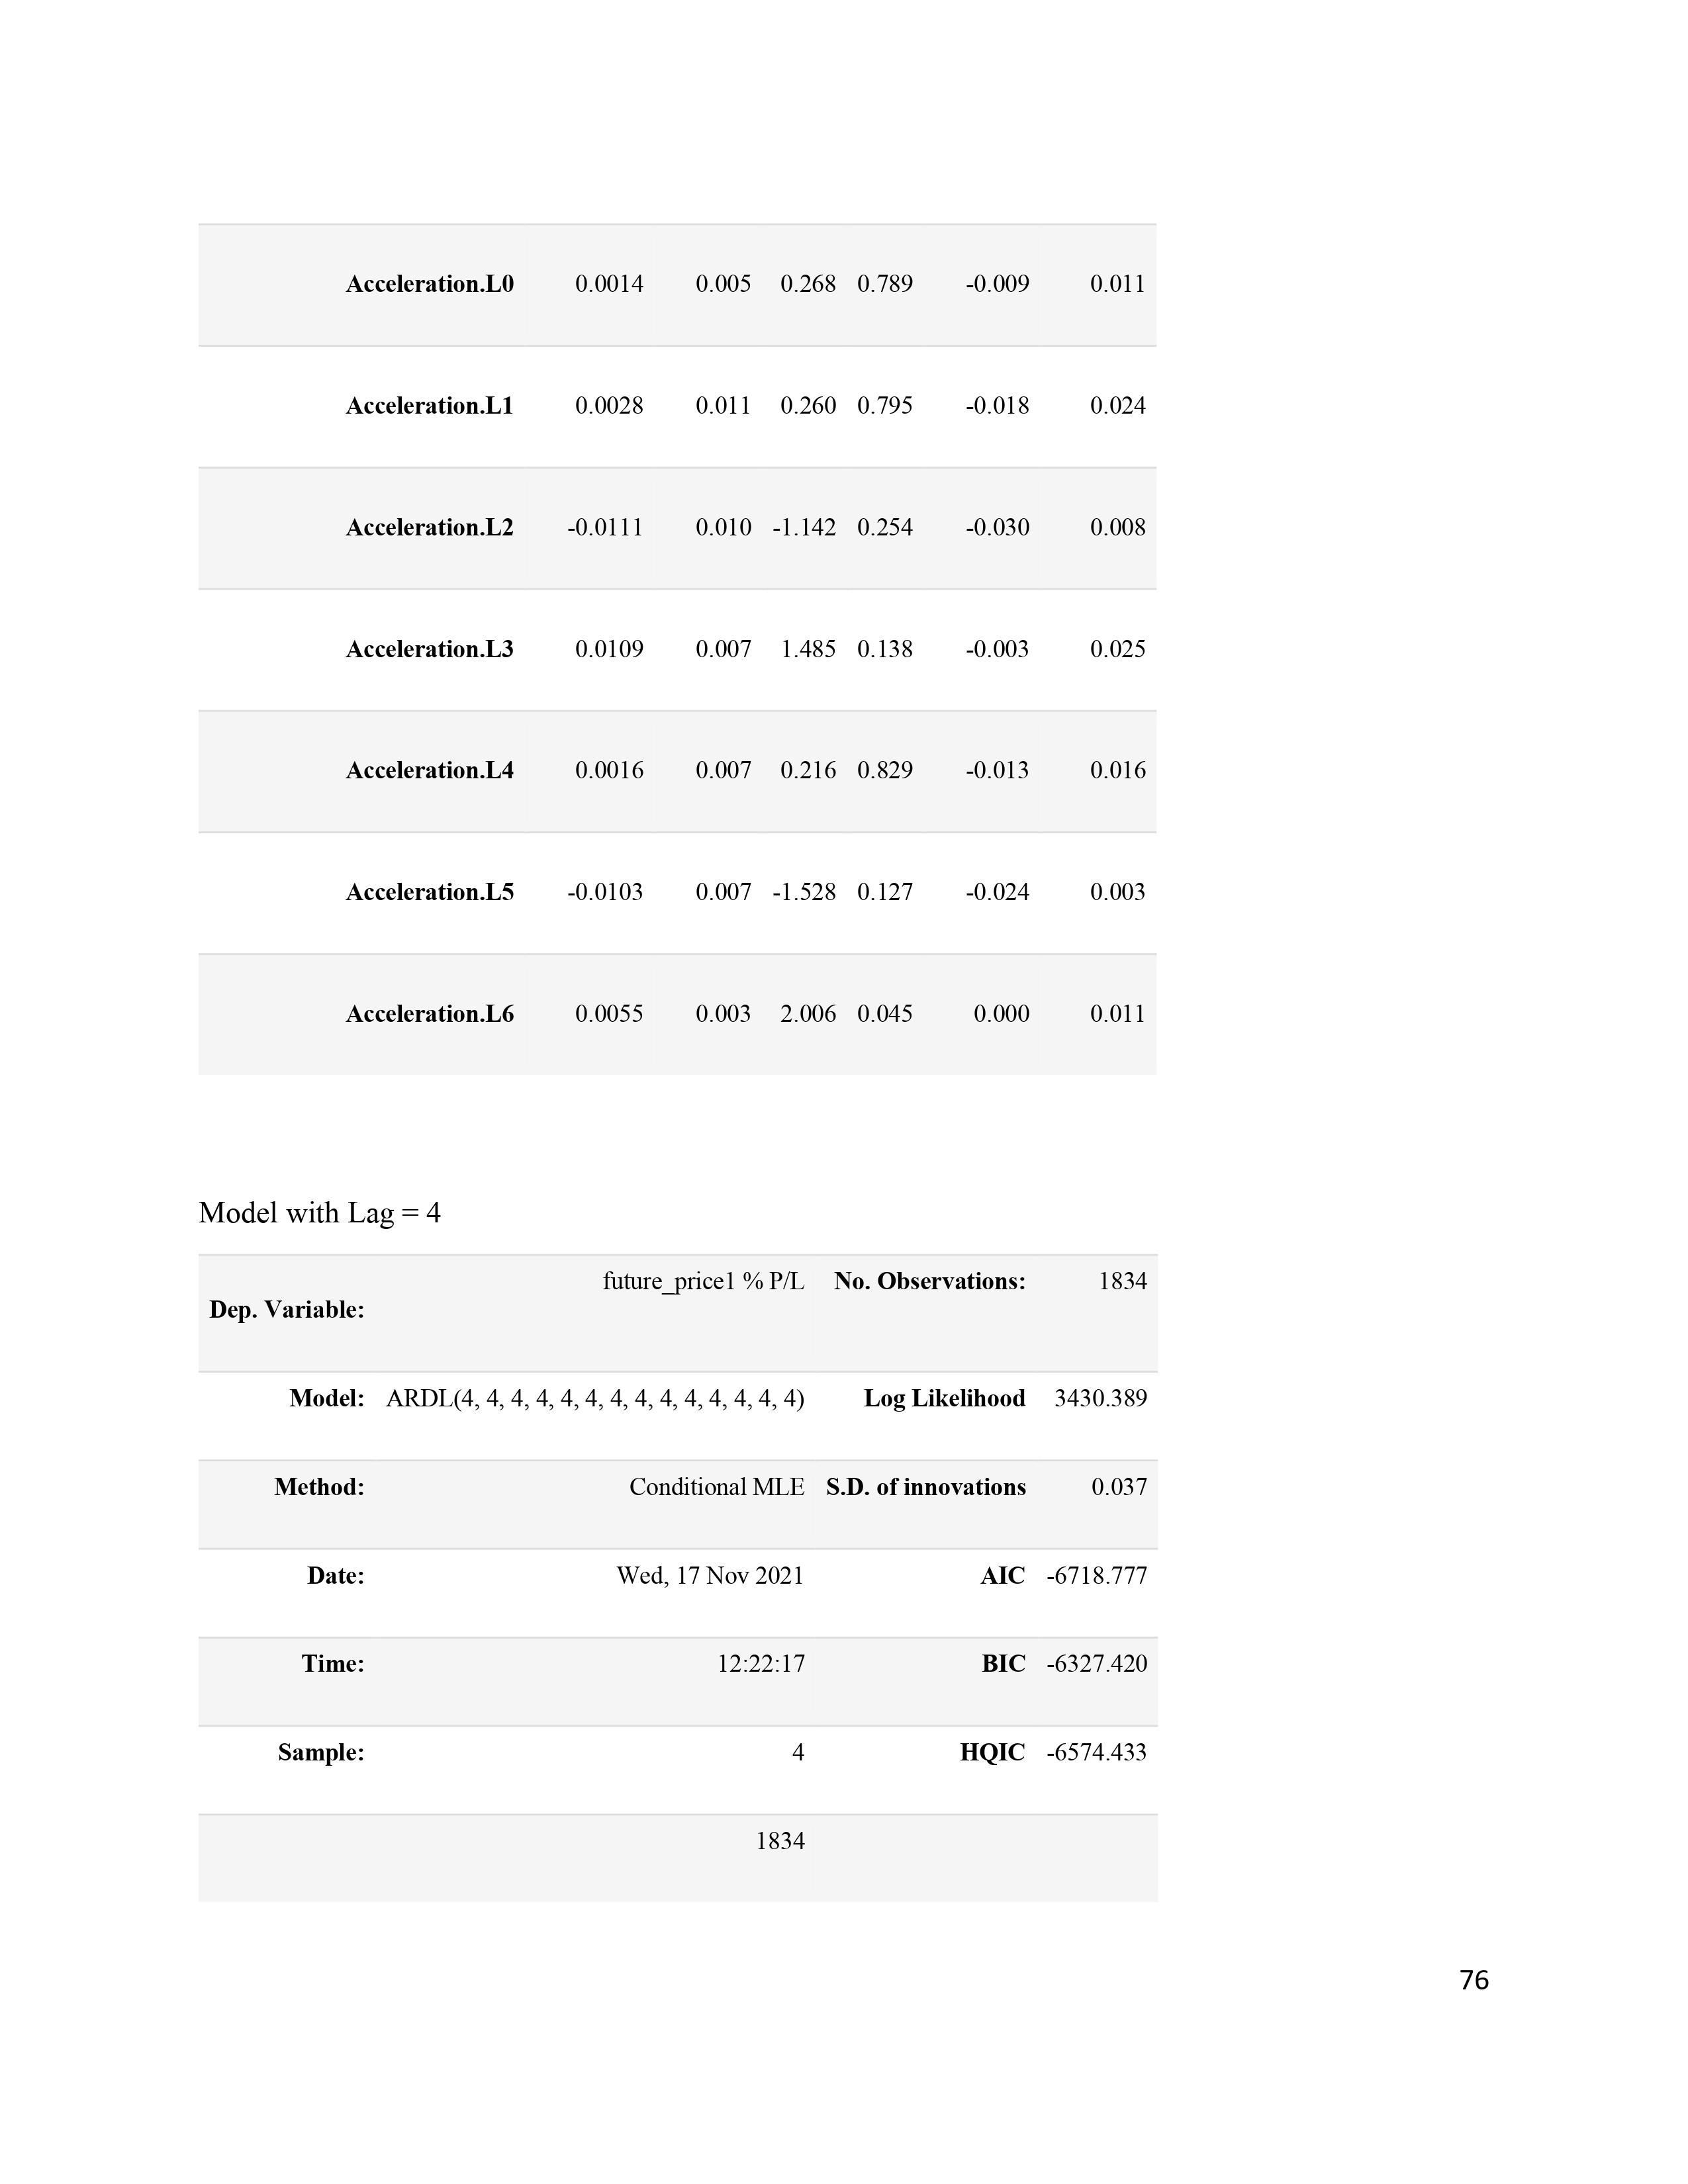 Acceleration.L0 0.0014 0.005 0.268 0.789 -0.009 0.011
Acceleration.L1 0.0028 0.011 0.260 0.795 -0.018 0.024
Acceleration.L2 -0.0111 0.010 -1.142 0.254 -0.030 0.008
Acceleration.L3 0.0109 0.007 1.485 0.138 -0.003 0.025
Acceleration.L4 0.0016 0.007 0.216 0.829 -0.013 0.016
Acceleration.L5 -0.0103 0.007 -1.528 0.127 -0.024 0.003
Acceleration.L6 0.0055 0.003 2.006 0.045 0.000 0.011
Model with Lag = 4
Dep. Variable: future_price1 % P/L No. Observations: 1834
Model: ARDL(4, 4, 4, 4, 4, 4, 4, 4, 4, 4, 4, 4, 4, 4) Log Likelihood 3430.389
Method: Conditional MLE S.D. of innovations 0.037
Date: Wed, 17 Nov 2021 AIC -6718.777
Time: 12:22:17 BIC -6327.420
Sample: 4 HQIC -6574.433
1834
76